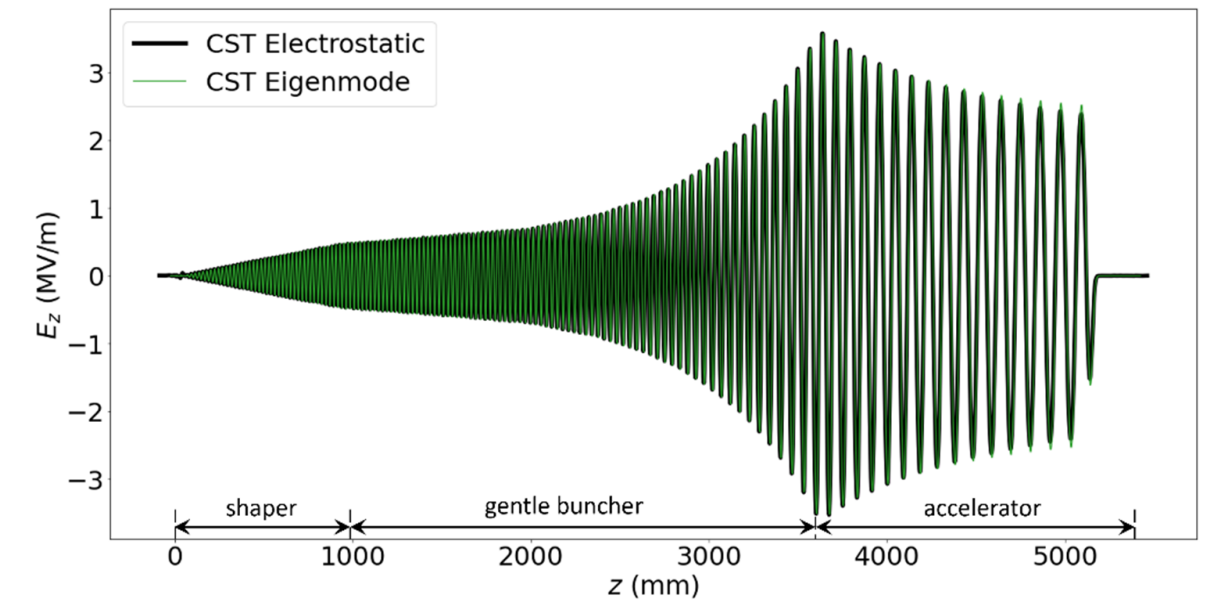 CST Electrostatic
CST Eigenmode
3
2
1
0
−1
−2
−3
E_z (MV/m)
shaper
gentle buncher
accelerator
0 1000 2000 3000 4000 5000
z (mm)